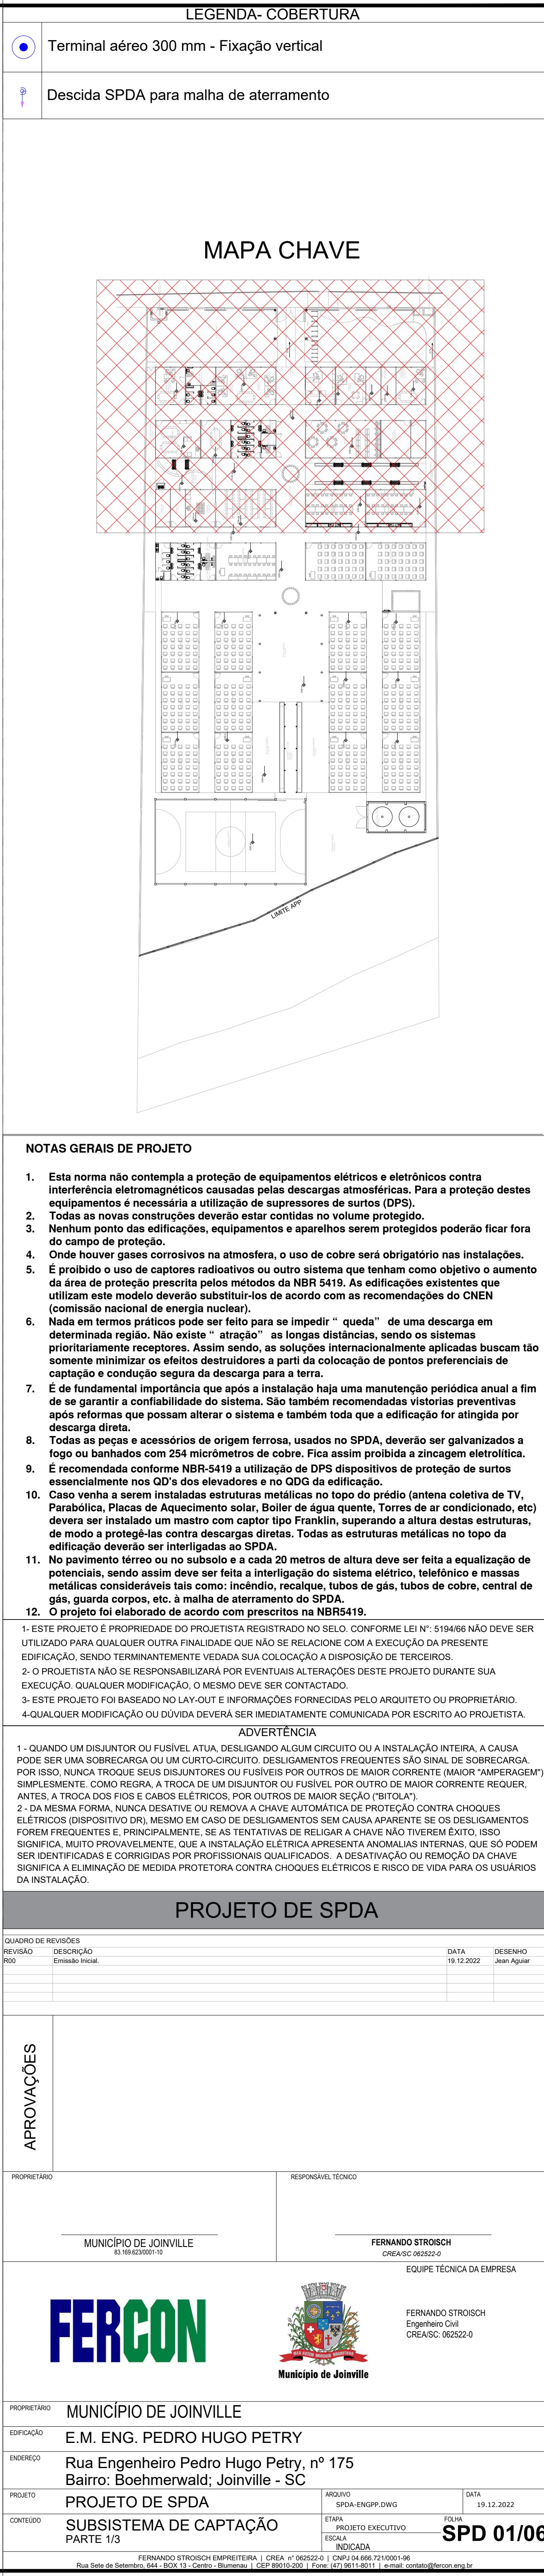 LEGENDA- COBERTURA
Terminal aéreo 300 mm - Fixação vertical
Descida SPDA para malha de aterramento
MAPA CHAVE
LIMITE APP
NOTAS GERAIS DE PROJETO
1. Esta norma não contempla a proteção de equipamentos elétricos e eletrônicos contra
interferência eletromagnéticos causadas pelas descargas atmosféricas. Para a proteção destes
equipamentos é necessária a utilização de supressores de surtos (DPS).
2. Todas as novas construções deverão estar contidas no volume protegido.
3. Nenhum ponto das edificações, equipamentos e aparelhos serem protegidos poderão ficar fora
do campo de proteção.
4. Onde houver gases corrosivos na atmosfera, o uso de cobre será obrigatório nas instalações.
5. É proibido o uso de captores radioativos ou outro sistema que tenham como objetivo o aumento
da área de proteção prescrita pelos métodos da NBR 5419. As edificações existentes que
utilizam este modelo deverão substituir-los de acordo com as recomendações do CNEN
(comissão nacional de energia nuclear).
6. Nada em termos práticos pode ser feito para se impedir “ queda” de uma descarga em
determinada região. Não existe “ atração” as longas distâncias, sendo os sistemas
prioritariamente receptores. Assim sendo, as soluções internacionalmente aplicadas buscam tão
somente minimizar os efeitos destruidores a parti da colocação de pontos preferenciais de
captação e condução segura da descarga para a terra.
7. É de fundamental importância que após a instalação haja uma manutenção periódica anual a fim
de se garantir a confiabilidade do sistema. São também recomendadas vistorias preventivas
após reformas que possam alterar o sistema e também toda que a edificação for atingida por
descarga direta.
8. Todas as peças e acessórios de origem ferrosa, usados no SPDA, deverão ser galvanizados a
fogo ou banhados com 254 micrômetros de cobre. Fica assim proibida a zincagem eletrolítica.
9. É recomendada conforme NBR-5419 a utilização de DPS dispositivos de proteção de surtos
essencialmente nos QD's dos elevadores e no QDG da edificação.
10. Caso venha a serem instaladas estruturas metálicas no topo do prédio (antena coletiva de TV,
Parabólica, Placas de Aquecimento solar, Boiler de água quente, Torres de ar condicionado, etc)
devera ser instalado um mastro com captor tipo Franklin, superando a altura destas estruturas,
de modo a protegê-las contra descargas diretas. Todas as estruturas metálicas no topo da
edificação deverão ser interligadas ao SPDA.
11. No pavimento térreo ou no subsolo e a cada 20 metros de altura deve ser feita a equalização de
potenciais, sendo assim deve ser feita a interligação do sistema elétrico, telefônico e massas
metálicas consideráveis tais como: incêndio, recalque, tubos de gás, tubos de cobre, central de
gás, guarda corpos, etc. à malha de aterramento do SPDA.
12. O projeto foi elaborado de acordo com prescritos na NBR5419.
1- ESTE PROJETO É PROPRIEDADE DO PROJETISTA REGISTRADO NO SELO. CONFORME LEI N°: 5194/66 NÃO DEVE SER
UTILIZADO PARA QUALQUER OUTRA FINALIDADE QUE NÃO SE RELACIONE COM A EXECUÇÃO DA PRESENTE
EDIFICAÇÃO, SENDO TERMINANTEMENTE VEDADA SUA COLOCAÇÃO A DISPOSIÇÃO DE TERCEIROS.
2- O PROJETISTA NÃO SE RESPONSABILIZARÁ POR EVENTUAIS ALTERAÇÕES DESTE PROJETO DURANTE SUA
EXECUÇÃO. QUALQUER MODIFICAÇÃO, O MESMO DEVE SER CONTACTADO.
3- ESTE PROJETO FOI BASEADO NO LAY-OUT E INFORMAÇÕES FORNECIDAS PELO ARQUITETO OU PROPRIETÁRIO.
4-QUALQUER MODIFICAÇÃO OU DÚVIDA DEVERÁ SER IMEDIATAMENTE COMUNICADA POR ESCRITO AO PROJETISTA.
ADVERTÊNCIA
1 - QUANDO UM DISJUNTOR OU FUSÍVEL ATUA, DESLIGANDO ALGUM CIRCUITO OU A INSTALAÇÃO INTEIRA, A CAUSA
PODE SER UMA SOBRECARGA OU UM CURTO-CIRCUITO. DESLIGAMENTOS FREQUENTES SÃO SINAL DE SOBRECARGA.
POR ISSO, NUNCA TROQUE SEUS DISJUNTORES OU FUSÍVEIS POR OUTROS DE MAIOR CORRENTE (MAIOR "AMPERAGEM")
SIMPLESMENTE. COMO REGRA, A TROCA DE UM DISJUNTOR OU FUSÍVEL POR OUTRO DE MAIOR CORRENTE REQUER,
ANTES, A TROCA DOS FIOS E CABOS ELÉTRICOS, POR OUTROS DE MAIOR SEÇÃO ("BITOLA").
2 - DA MESMA FORMA, NUNCA DESATIVE OU REMOVA A CHAVE AUTOMÁTICA DE PROTEÇÃO CONTRA CHOQUES
ELÉTRICOS (DISPOSITIVO DR), MESMO EM CASO DE DESLIGAMENTOS SEM CAUSA APARENTE SE OS DESLIGAMENTOS
FOREM FREQUENTES E, PRINCIPALMENTE, SE AS TENTATIVAS DE RELIGAR A CHAVE NÃO TIVEREM ÊXITO, ISSO
SIGNIFICA, MUITO PROVAVELMENTE, QUE A INSTALAÇÃO ELÉTRICA APRESENTA ANOMALIAS INTERNAS, QUE SÓ PODEM
SER IDENTIFICADAS E CORRIGIDAS POR PROFISSIONAIS QUALIFICADOS. A DESATIVAÇÃO OU REMOÇÃO DA CHAVE
SIGNIFICA A ELIMINAÇÃO DE MEDIDA PROTETORA CONTRA CHOQUES ELÉTRICOS E RISCO DE VIDA PARA OS USUÁRIOS
DA INSTALAÇÃO.
PROJETO DE SPDA
QUADRO DE REVISÕES
REVISÃO DESCRIÇÃO DATA DESENHO
R00 Emissão Inicial. 19.12.2022 Jean Aguiar
APROVAÇÕES
PROPRIETÁRIO
MUNICÍPIO DE JOINVILLE
83.169.623/0001-10
RESPONSÁVEL TÉCNICO
FERNANDO STROISCH
CREA/SC 062522-0
FERCON
Município de Joinville
EQUIPE TÉCNICA DA EMPRESA
FERNANDO STROISCH
Engenheiro Civil
CREA/SC: 062522-0
PROPRIETÁRIO MUNICÍPIO DE JOINVILLE
EDIFICAÇÃO E.M. ENG. PEDRO HUGO PETRY
ENDEREÇO Rua Engenheiro Pedro Hugo Petry, nº 175
Bairro: Boehmerwald; Joinville - SC
PROJETO PROJETO DE SPDA
ARQUIVO SPDA-ENGPP.DWG
DATA 19.12.2022
CONTEÚDO SUBSISTEMA DE CAPTAÇÃO
PARTE 1/3
ETAPA PROJETO EXECUTIVO
ESCALA INDICADA
FOLHA SPD 01/06
FERNANDO STROISCH EMPREITEIRA | CREA n° 062522-0 | CNPJ 04.666.721/0001-96
Rua Sete de Setembro, 644 - BOX 13 - Centro - Blumenau | CEP 89010-200 | Fone: (47) 9611-8011 | e-mail: contato@fercon.eng.br